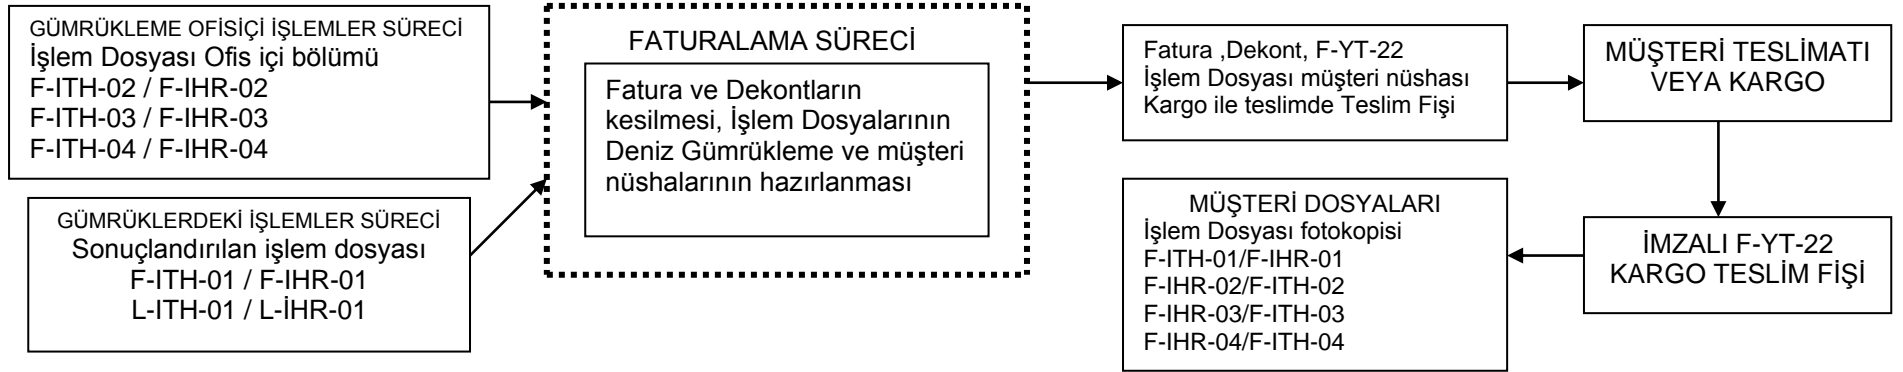 GÜMRÜKLEME OFİSİÇİ İŞLEMLER SÜRECİ
İşlem Dosyası Ofis içi bölümü
F-ITH-02 / F-IHR-02
F-ITH-03 / F-IHR-03
F-ITH-04 / F-IHR-04
GÜMRÜKLERDEKİ İŞLEMLER SÜRECİ
Sonuçlandırılan işlem dosyası
F-ITH-01 / F-IHR-01
L-ITH-01 / L-İHR-01
FATURALAMA SÜRECİ
Fatura ve Dekontların
kesilmesi, İşlem Dosyalarının
Deniz Gümrükleme ve müşteri
nüshalarının hazırlanması
Fatura ,Dekont, F-YT-22
İşlem Dosyası müşteri nüshası
Kargo ile teslimde Teslim Fişi
MÜŞTERİ TESLİMATI
VEYA KARGO
İMZALI F-YT-22
KARGO TESLİM FİŞİ
MÜŞTERİ DOSYALARI
İşlem Dosyası fotokopisi
F-ITH-01/F-IHR-01
F-IHR-02/F-ITH-02
F-IHR-03/F-ITH-03
F-IHR-04/F-ITH-04